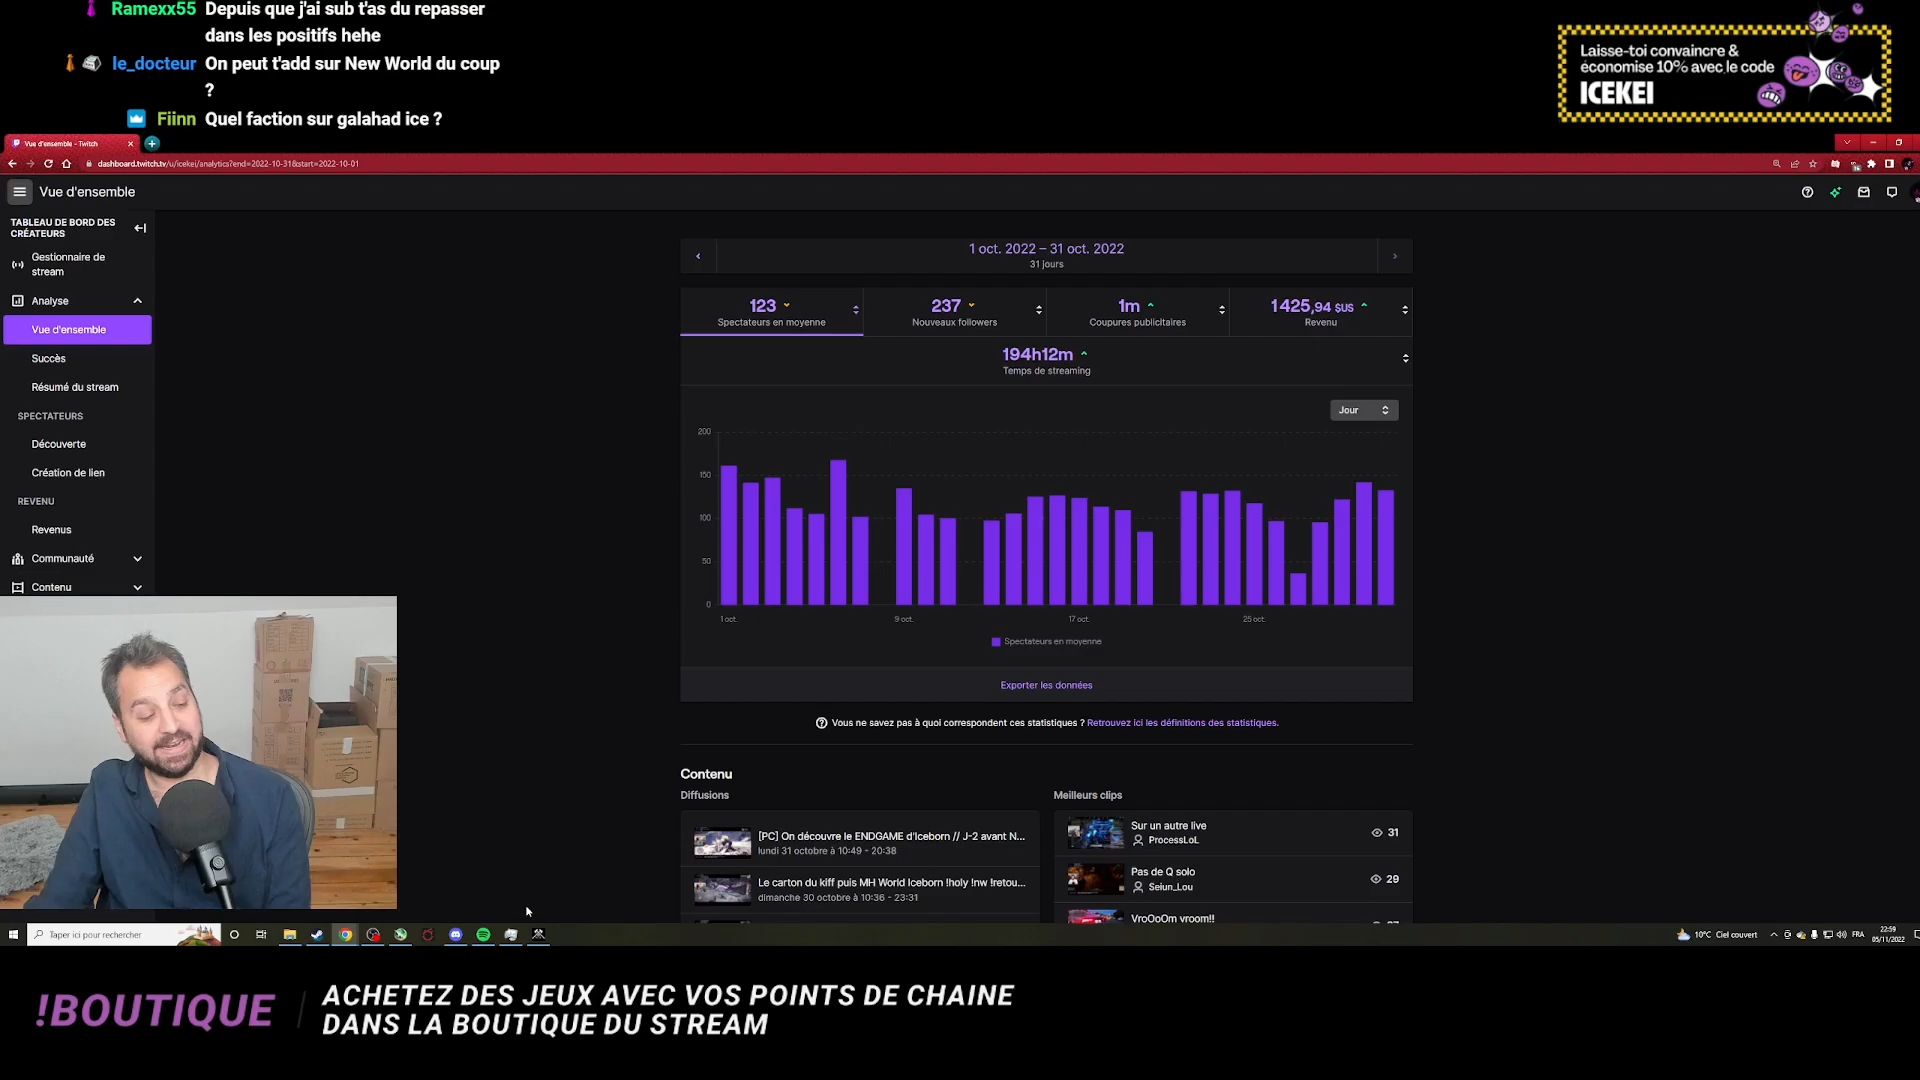 Ramexx55 Depuis que j'ai sub t'as du repasser
dans les positifs hehe
le_docteur On peut t'add sur New World du coup
?
Fiinn Quel faction sur galahad ice ?
Laisse-toi convaincre &
économise 10% avec le code
ICEKEI
Vue d'ensemble - Twitch
dashboard.twitch.tv/u/icekei/analytics?end=2022-10-31&start=2022-10-01
Vue d'ensemble
TABLEAU DE BORD DES
CRÉATEURS
Gestionnaire de
stream
Analyse
Vue d'ensemble
Succès
Résumé du stream
SPECTATEURS
Découverte
Création de lien
REVENU
Revenus
Communauté
Contenu
1 oct. 2022 – 31 oct. 2022
31 jours
123
Spectateurs en moyenne
237
Nouveaux followers
1m
Coupures publicitaires
1 425,94 $US
Revenu
194h12m
Temps de streaming
Jour
200
150
100
50
0
1 oct.
9 oct.
17 oct.
25 oct.
Spectateurs en moyenne
Exporter les données
Vous ne savez pas à quoi correspondent ces statistiques ? Retrouvez ici les définitions des statistiques.
Contenu
Diffusions
[PC] On découvre le ENDGAME d'Iceborn // J-2 avant N...
lundi 31 octobre à 10:49 - 20:38
Le carton du kiff puis MH World Iceborn !holy !nw !retou...
dimanche 30 octobre à 10:36 - 23:31
Meilleurs clips
Sur un autre live
31
ProcessLoL
Pas de Q solo
29
Seiun_Lou
VroOoOm vroom!!
Taper ici pour rechercher
10°C Ciel couvert
FRA
22:59
05/11/2022
!BOUTIQUE
ACHETEZ DES JEUX AVEC VOS POINTS DE CHAINE
DANS LA BOUTIQUE DU STREAM